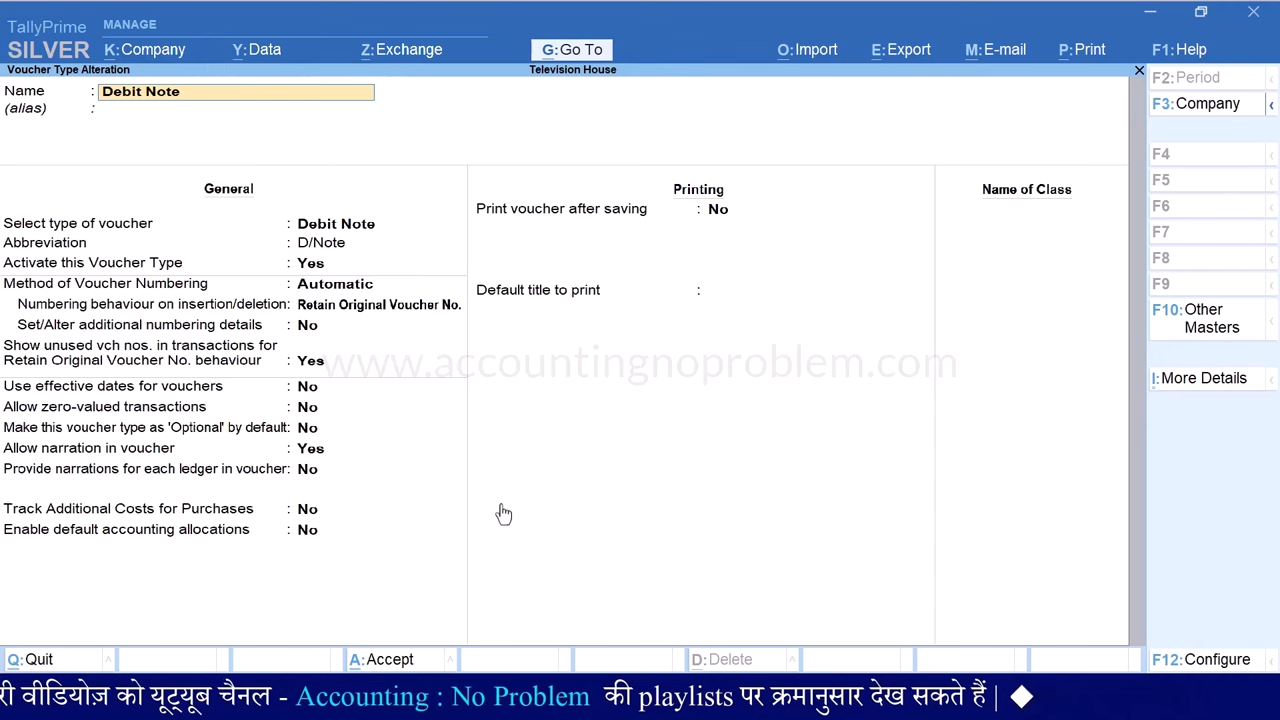 TallyPrime MANAGE
SILVER K:Company Y:Data Z:Exchange G:Go To O:Import E:Export M:E-mail P:Print F1:Help
Voucher Type Alteration Television House
F2:Period
Name : Debit Note
(alias) :
F3:Company
F4
F5
General Printing Name of Class
Select type of voucher : Debit Note
Print voucher after saving : No
Abbreviation : D/Note
Activate this Voucher Type : Yes
Method of Voucher Numbering : Automatic
Default title to print :
Numbering behaviour on insertion/deletion: Retain Original Voucher No.
Set/Alter additional numbering details : No
Show unused vch nos. in transactions for
Retain Original Voucher No. behaviour : Yes
Use effective dates for vouchers : No
Allow zero-valued transactions : No
Make this voucher type as 'Optional' by default: No
Allow narration in voucher : Yes
Provide narrations for each ledger in voucher: No
Track Additional Costs for Purchases : No
Enable default accounting allocations : No
www.accountingnoproblem.com
F6
F7
F8
F9
F10:Other
Masters
I:More Details
Q:Quit A:Accept D:Delete F12:Configure
री वीडियोज़ को यूट्यूब चैनल - Accounting : No Problem की playlists पर क्रमानुसार देख सकते हैं | ◆